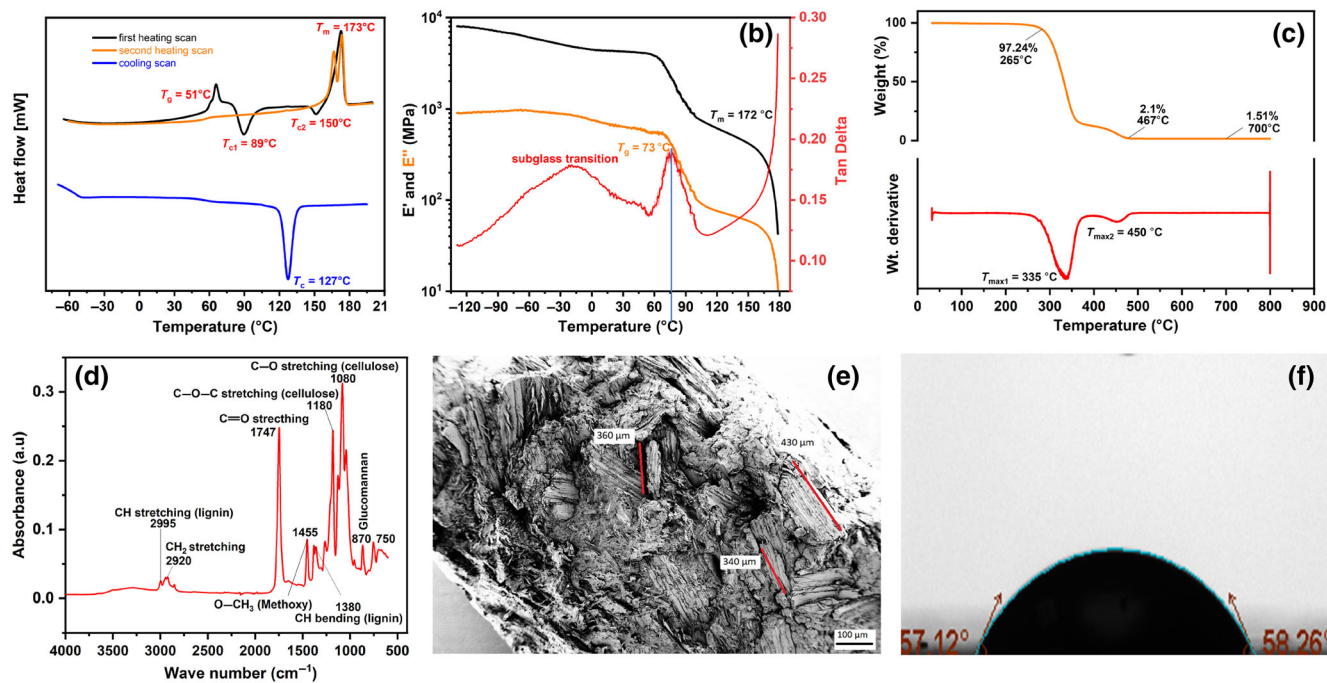 Heat flow [mW]
first heating scan
second heating scan
cooling scan
Tm = 173°C
Tg = 51°C
Tc1 = 89°C
Tc2 = 150°C
Tc = 127°C
−60 −30 0 30 60 90 120 150 180 21
Temperature (°C)
(b)
E' and E'' (MPa)
10⁴
10³
10²
10¹
Tm = 172 °C
Tg = 73 °C
subglass transition
0.30
0.25
0.20
0.15
0.10
Tan Delta
−120 −90 −60 −30 0 30 60 90 120 150 180
Temperature (°C)
(c)
Weight (%)
100
50
0
97.24%
265°C
2.1%
467°C
1.51%
700°C
Wt. derivative
Tmax1 = 335 °C
Tmax2 = 450 °C
0 100 200 300 400 500 600 700 800 900
Temperature (°C)
(d)
Absorbance (a.u)
0.3
0.2
0.1
0.0
C—O stretching (cellulose)
1080
C—O—C stretching (cellulose)
1180
C=O strecthing
1747
CH stretching (lignin)
2995
CH₂ stretching
2920
1455
Glucomannan
870
750
O—CH₃ (Methoxy)
1380
CH bending (lignin)
4000 3500 3000 2500 2000 1500 1000 500
Wave number (cm⁻¹)
(e)
360 µm
430 µm
340 µm
100 µm
(f)
57.12°
58.26°